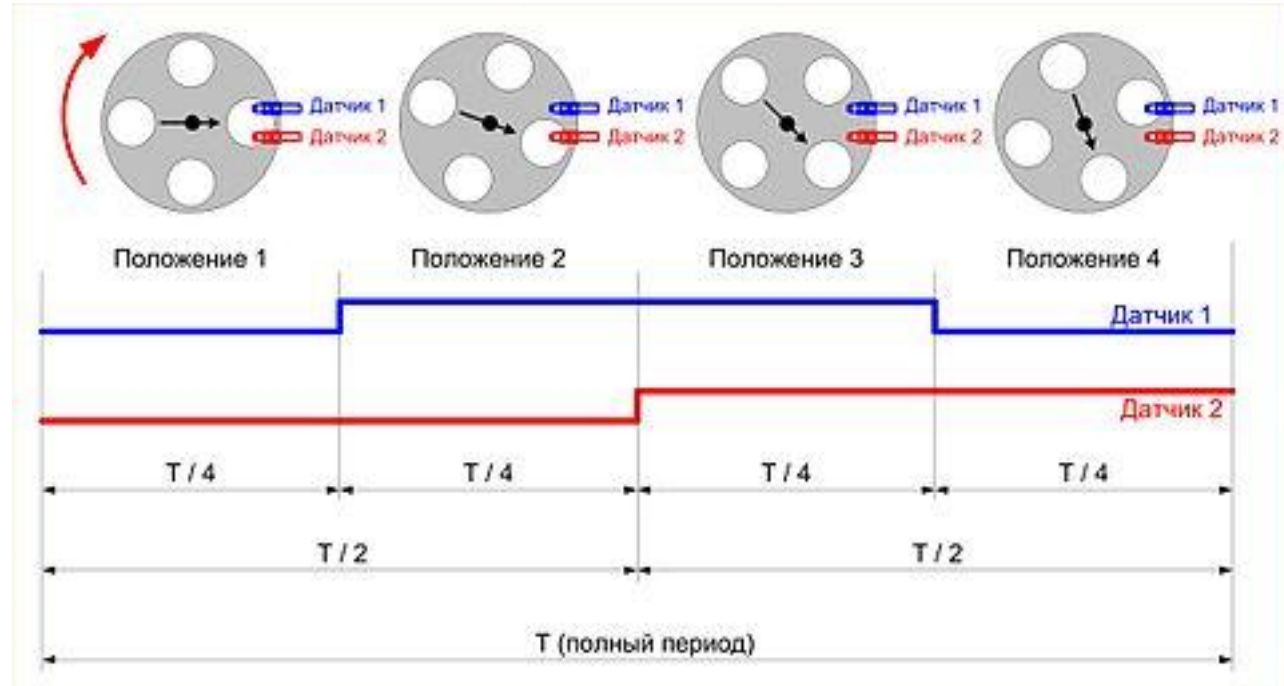 Датчик 1
Датчик 2
Датчик 1
Датчик 2
Датчик 1
Датчик 2
Датчик 1
Датчик 2
Положение 1
Положение 2
Положение 3
Положение 4
Датчик 1
Датчик 2
T / 4
T / 4
T / 4
T / 4
T / 2
T / 2
T (полный период)